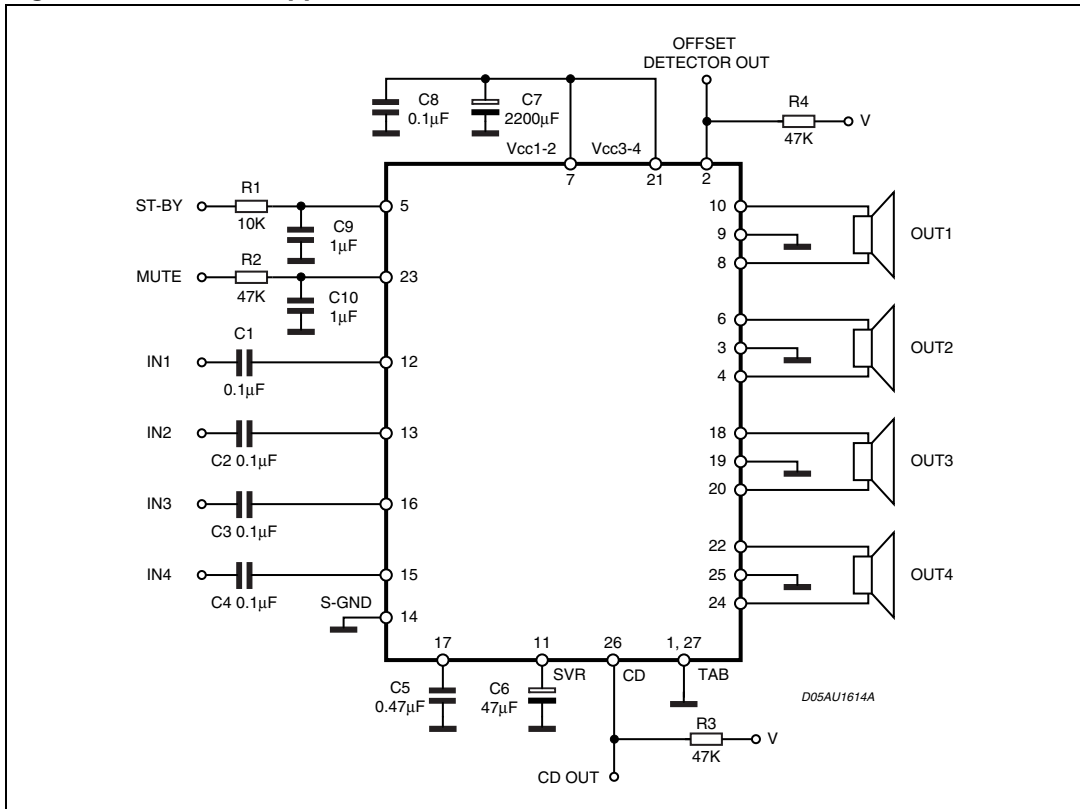 OFFSET
DETECTOR OUT
C8
0.1μF
C7
2200μF
R4
47K
V
Vcc1-2
Vcc3-4
7
21
2
ST-BY
R1
10K
5
C9
1μF
MUTE
R2
47K
23
C10
1μF
IN1
C1
0.1μF
12
IN2
C2 0.1μF
13
IN3
C3 0.1μF
16
IN4
C4 0.1μF
15
S-GND
14
10
9
8
OUT1
6
3
4
OUT2
18
19
20
OUT3
22
25
24
OUT4
17
11
26
1, 27
SVR
CD
TAB
C5
0.47μF
C6
47μF
D05AU1614A
R3
47K
V
CD OUT